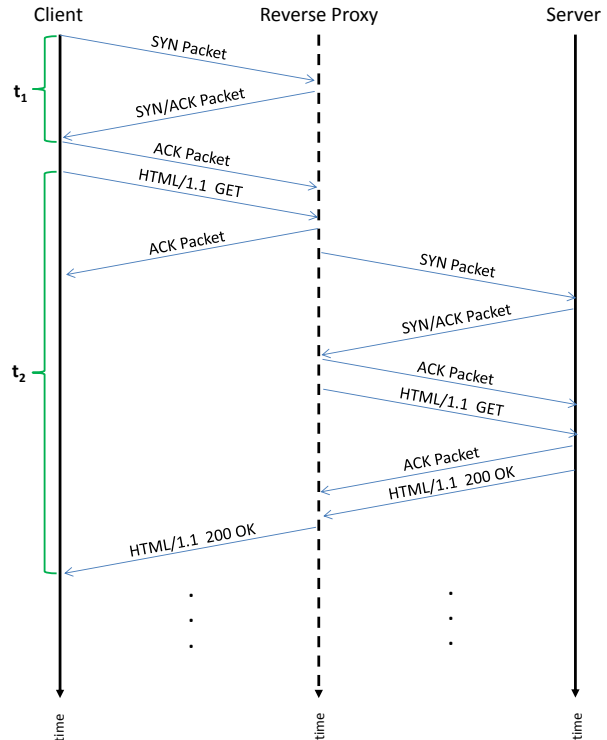 Client
Reverse Proxy
Server
SYN Packet
t1
SYN/ACK Packet
ACK Packet
HTML/1.1 GET
ACK Packet
SYN Packet
SYN/ACK Packet
t2
ACK Packet
HTML/1.1 GET
ACK Packet
HTML/1.1 200 OK
HTML/1.1 200 OK
time
time
time